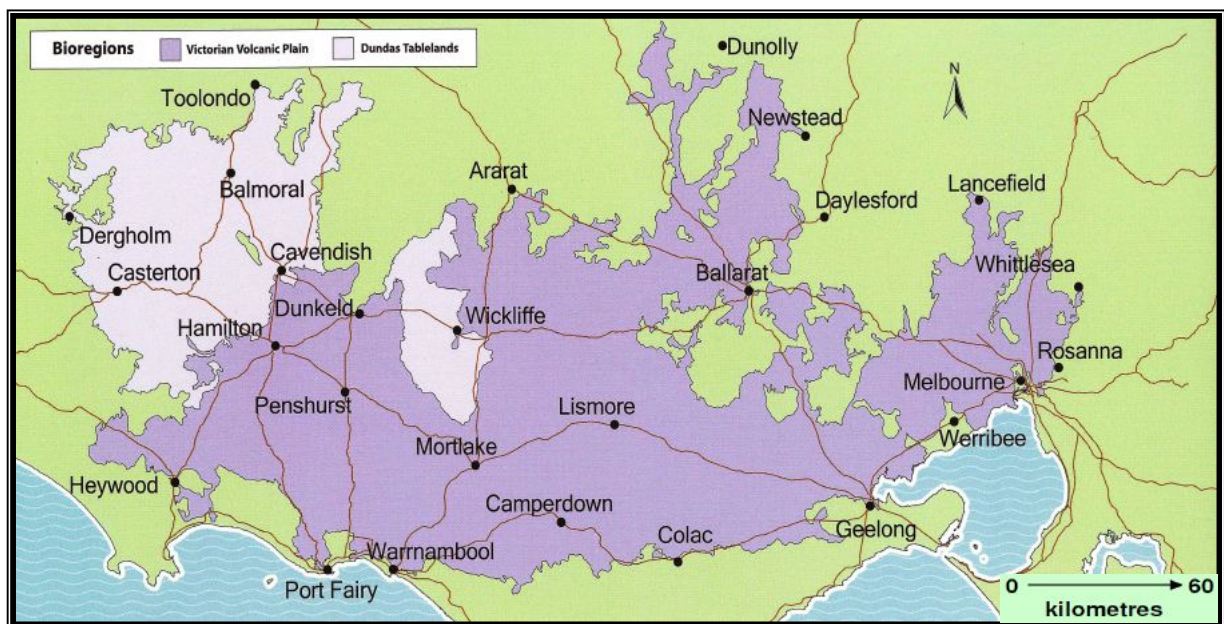 Bioregions Victorian Volcanic Plain Dundas Tablelands
Dunolly
N
Toolondo
Newstead
Ararat
Balmoral
Lancefield
Daylesford
Dergholm
Cavendish
Whittlesea
Casterton
Ballarat
Dunkeld
Wickliffe
Hamilton
Rosanna
Melbourne
Penshurst
Lismore
Werribee
Mortlake
Heywood
Camperdown
Geelong
Colac
Warrnambool
Port Fairy
0 60
kilometres